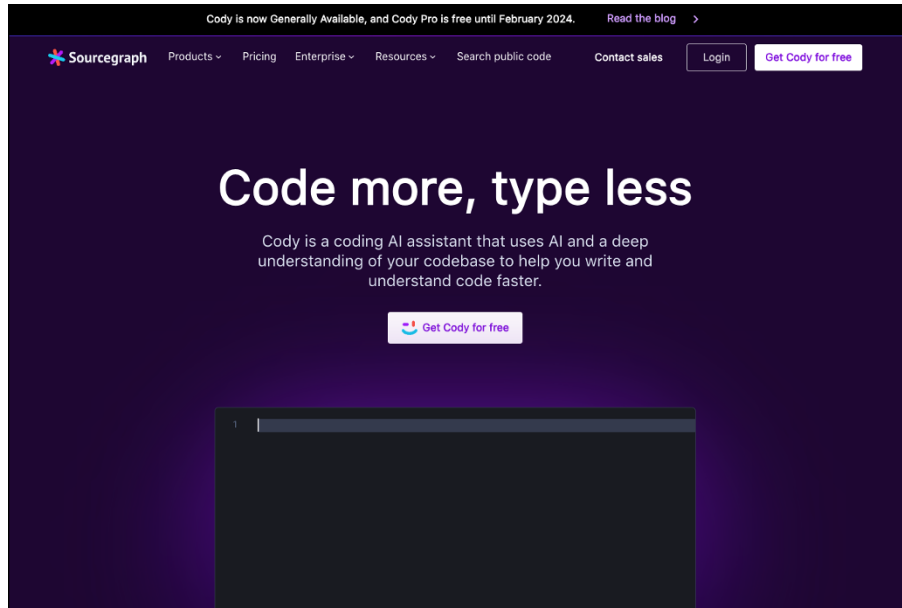 Cody is now Generally Available, and Cody Pro is free until February 2024. Read the blog
Sourcegraph Products Pricing Enterprise Resources Search public code Contact sales Login Get Cody for free
Code more, type less
Cody is a coding AI assistant that uses AI and a deep
understanding of your codebase to help you write and
understand code faster.
Get Cody for free
1